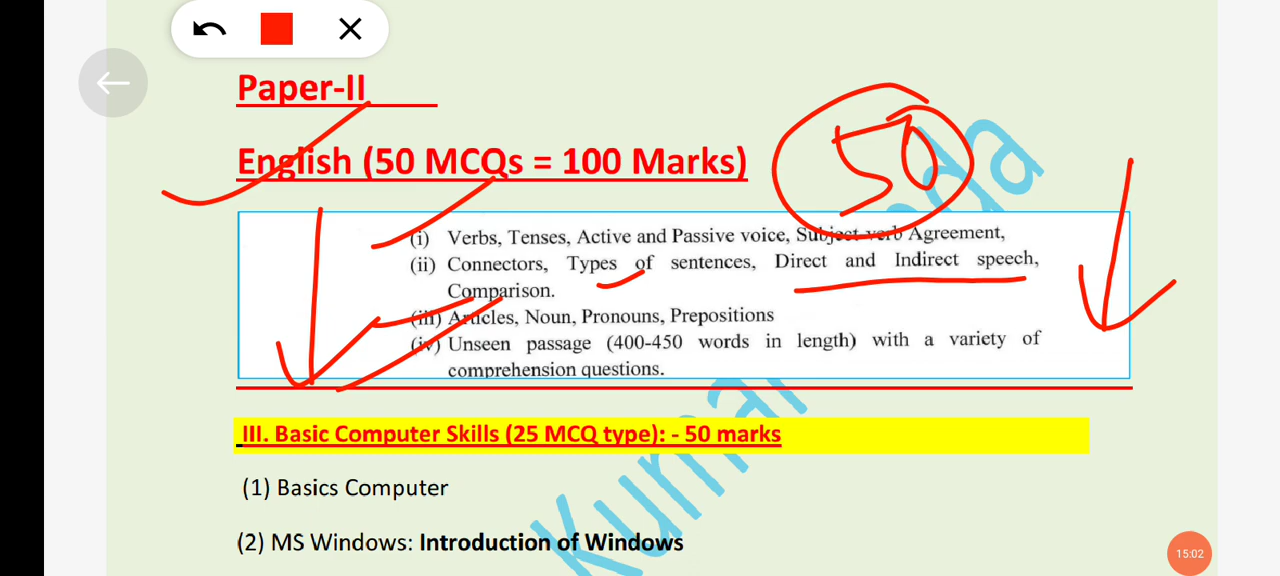 Paper-II
English (50 MCQs = 100 Marks)
50
(i) Verbs, Tenses, Active and Passive voice, Subject-verb Agreement,
(ii) Connectors, Types of sentences, Direct and Indirect speech,
Comparison.
(iii) Articles, Noun, Pronouns, Prepositions
(iv) Unseen passage (400-450 words in length) with a variety of
comprehension questions.
III. Basic Computer Skills (25 MCQ type): - 50 marks
(1) Basics Computer
(2) MS Windows: Introduction of Windows
15:02